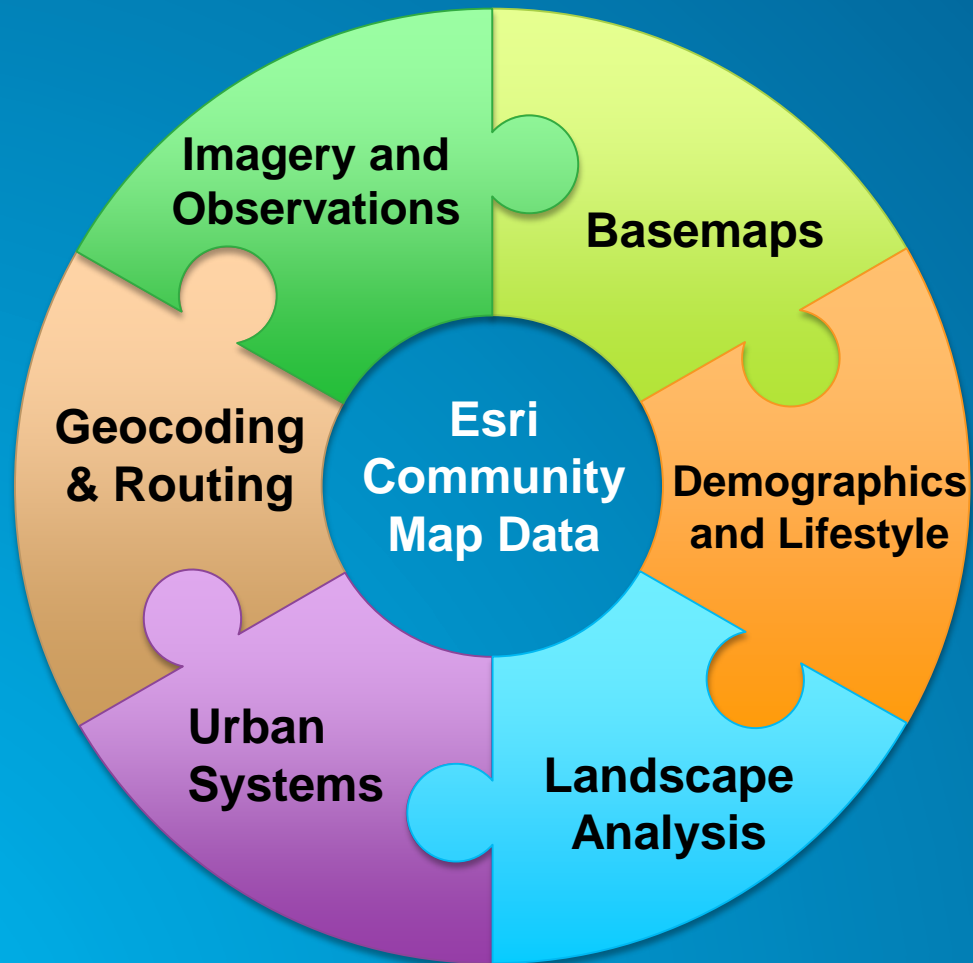 Imagery and
Observations
Basemaps
Geocoding
& Routing
Esri
Community
Map Data
Demographics
and Lifestyle
Urban
Systems
Landscape
Analysis